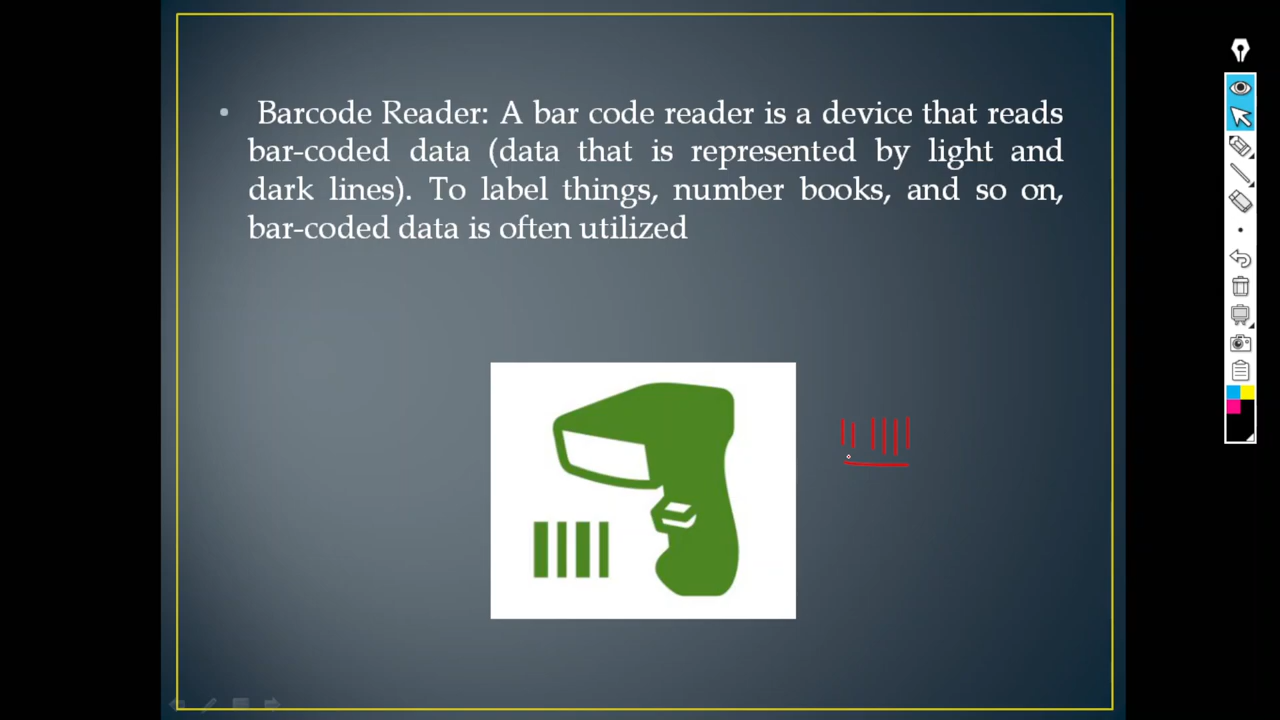 • Barcode Reader: A bar code reader is a device that reads
bar-coded data (data that is represented by light and
dark lines). To label things, number books, and so on,
bar-coded data is often utilized